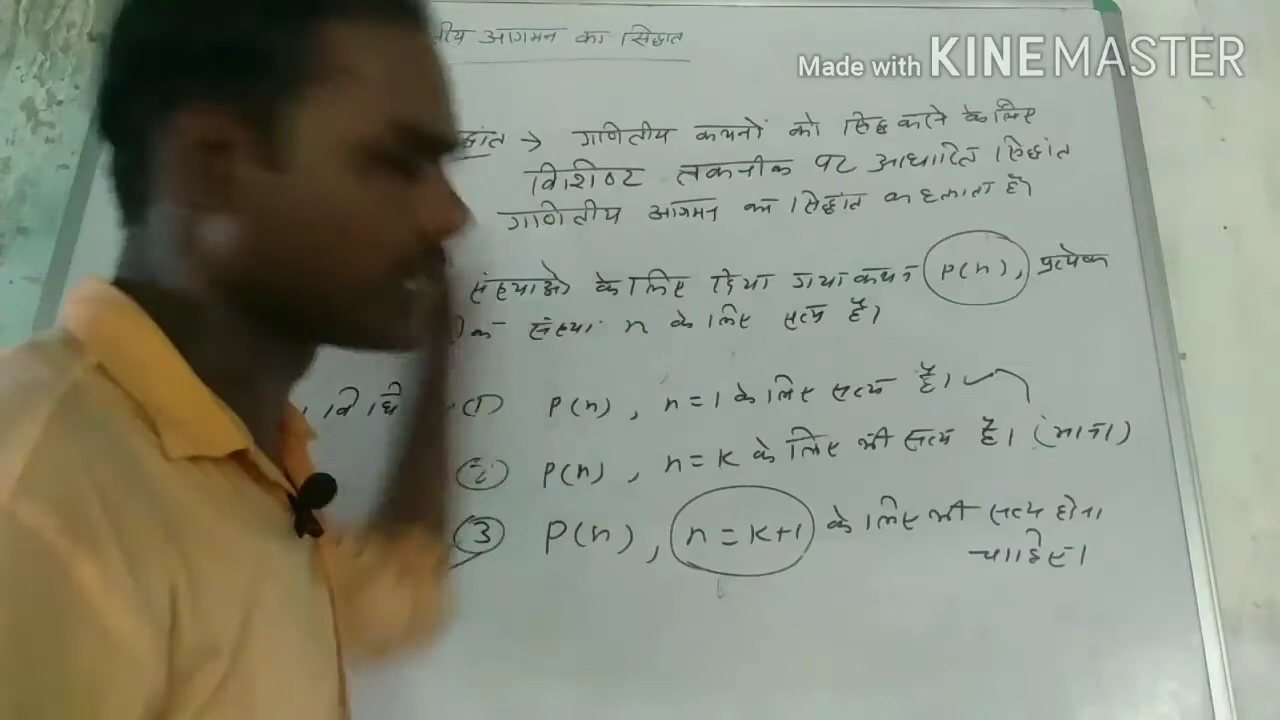 Made with KINEMASTER
आगमन का सिद्धांत
→ गणितीय कथनों को सिद्ध करने के लिए
विशिष्ट तकनीक पर आधारित सिद्धांत
गणितीय आगमन का सिद्धांत कहलाता है।
संख्याओं के लिए दिया गया कथन P(n), प्रत्येक
संख्या n के लिए सत्य है।
विधि (1) P(n), n=1 के लिए सत्य है।
(2) P(n), n=k के लिए भी सत्य है। (माना)
(3) P(n), n=k+1 के लिए भी सत्य होना
चाहिए।